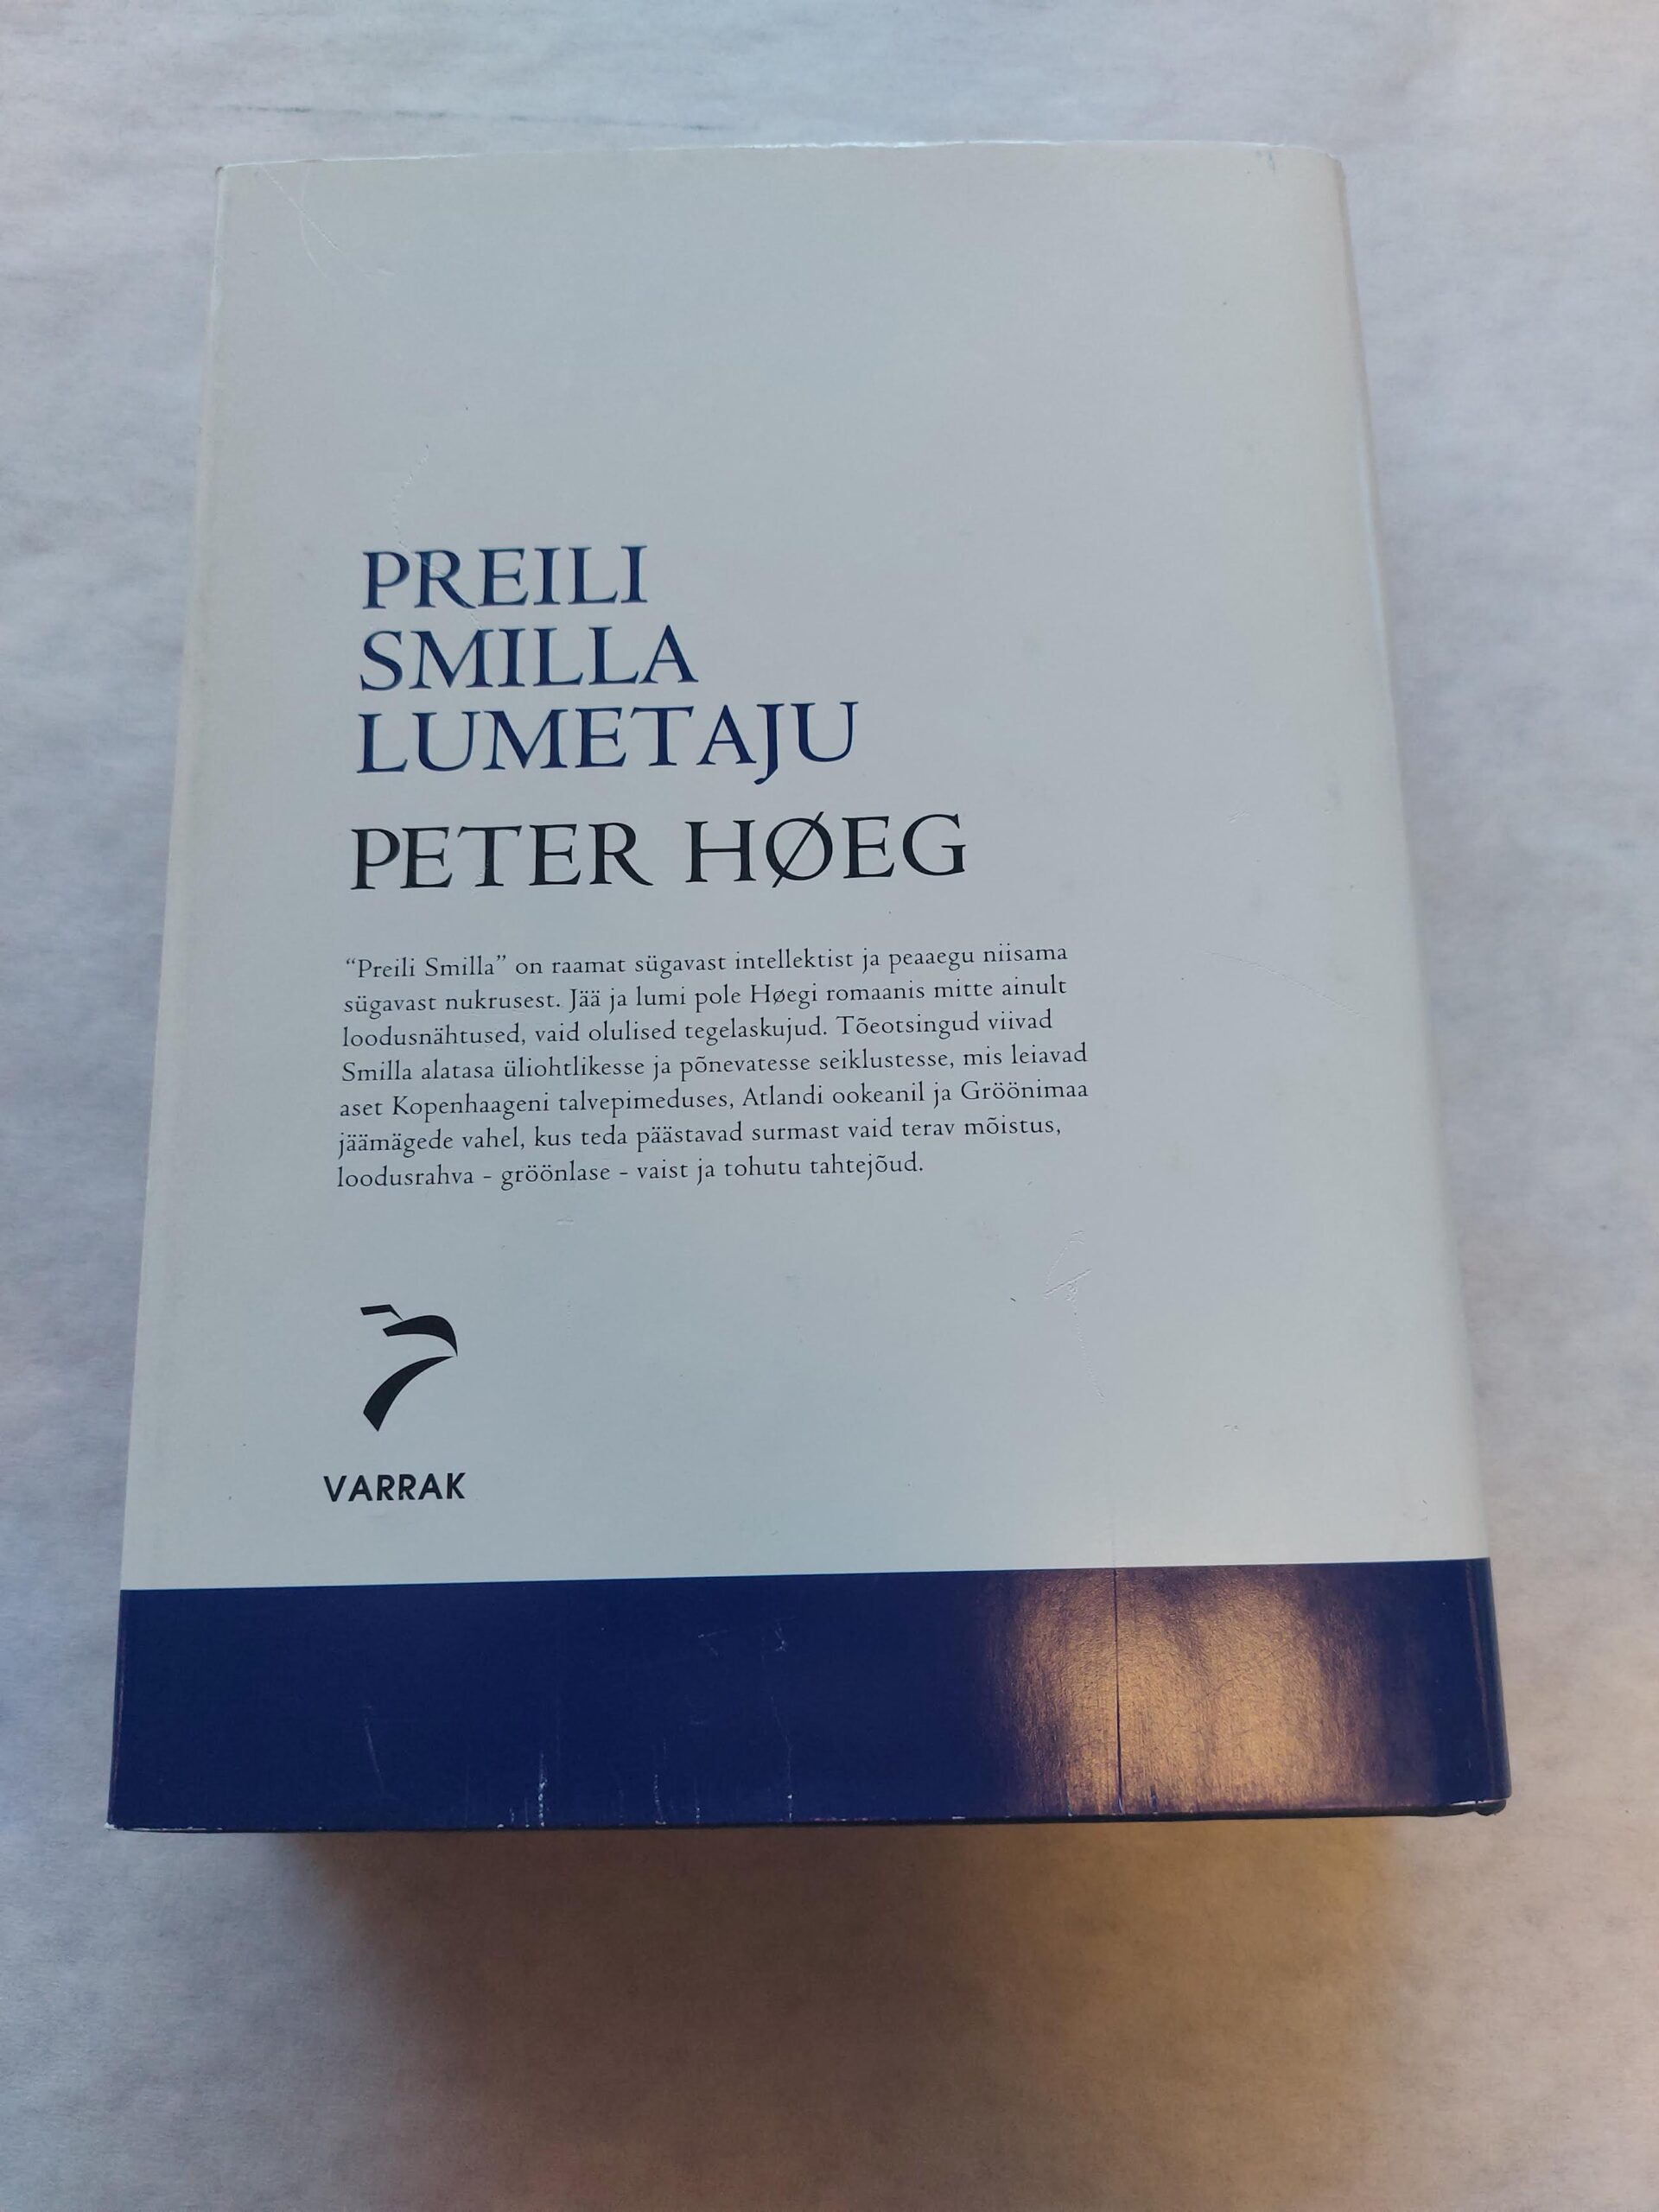 PREILI
SMILLA
LUMETAJU
PETER HØEG
“Preili Smilla” on raamat sügavast intellektist ja peaaegu niisama
sügavast nukrusest. Jää ja lumi pole Høegi romaanis mitte ainult
loodusnähtused, vaid olulised tegelaskujud. Tõeotsingud viivad
Smilla alatasa üliohtlikesse ja põnevatesse seiklustesse, mis leiavad
aset Kopenhaageni talvepimeduses, Atlandi ookeanil ja Gröönimaa
jäämägede vahel, kus teda päästavad surmast vaid terav mõistus,
loodusrahva - gröönlase - vaist ja tohutu tahtejõud.
VARRAK